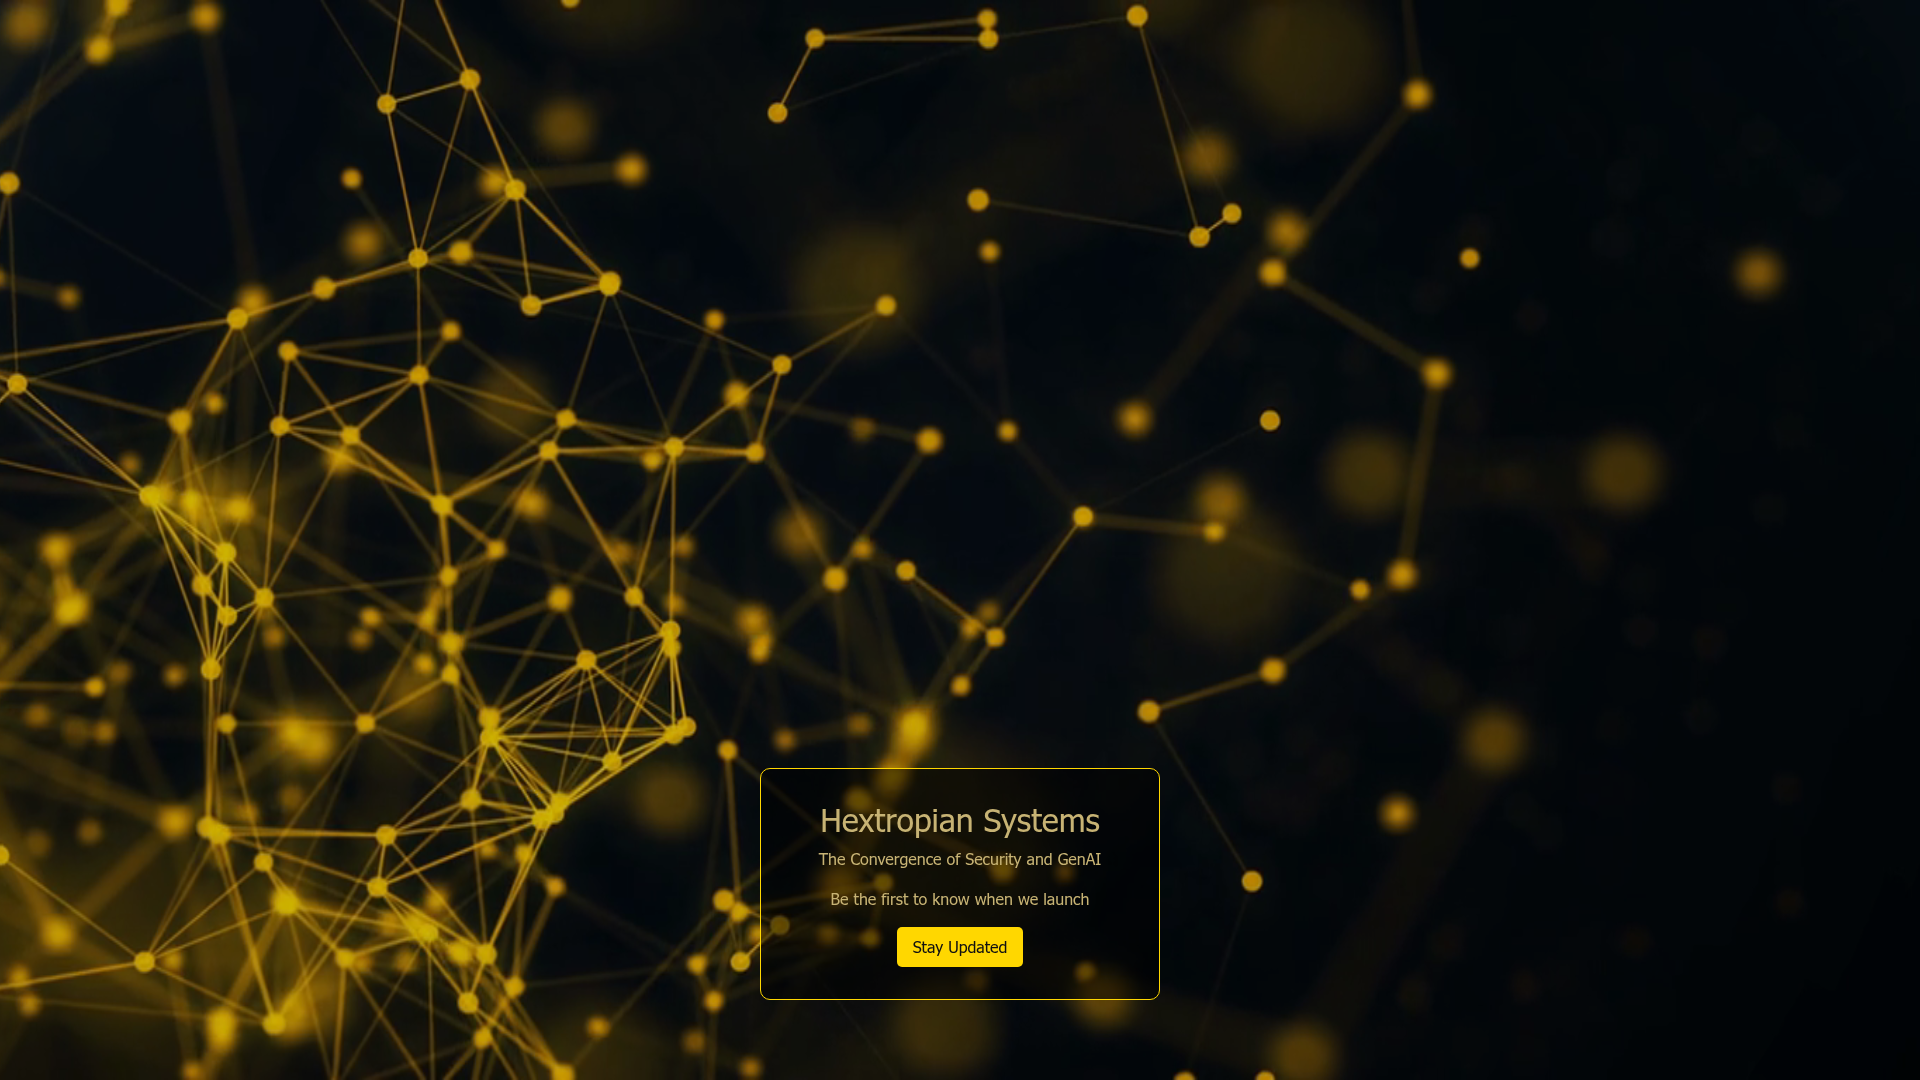 Hextropian Systems
The Convergence of Security and GenAI
Be the first to know when we launch
Stay Updated